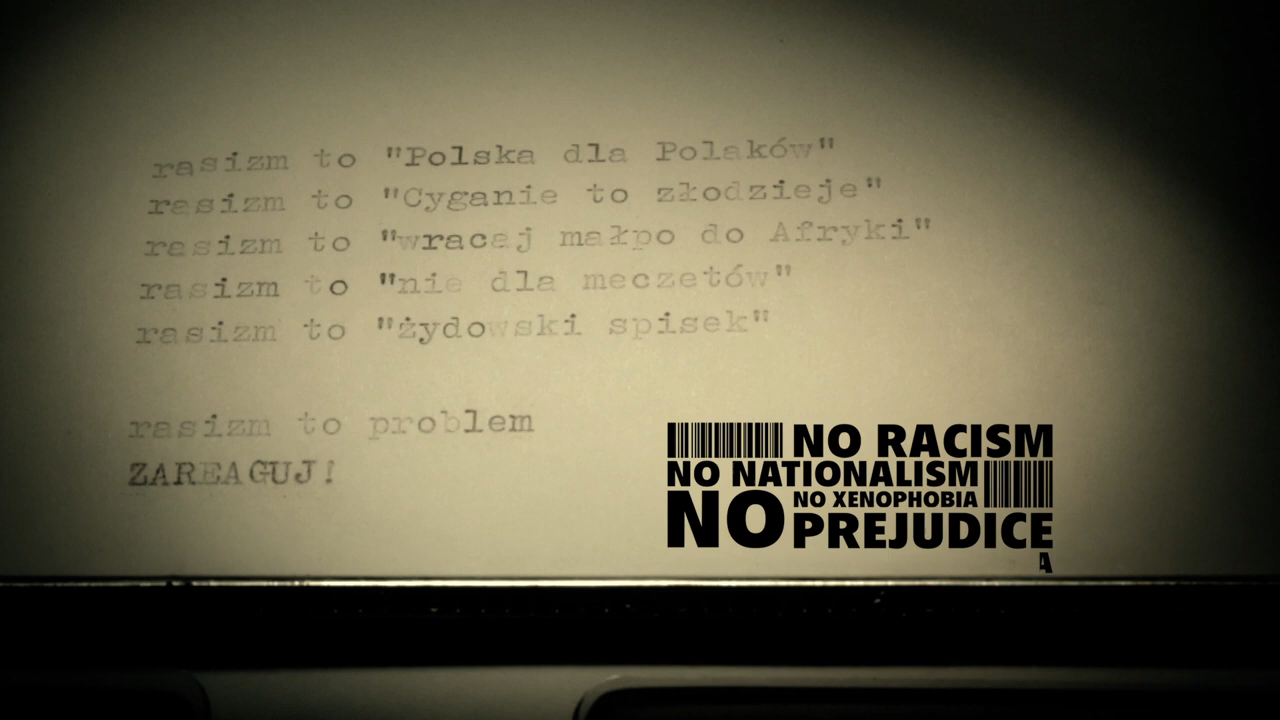 rasizm to "Polska dla Polaków"
rasizm to "Cyganie to złodzieje"
rasizm to "wracaj małpo do Afryki"
rasizm to "nie dla meczetów"
rasizm to "żydowski spisek"
rasizm to problem
ZAREAGUJ!
NO RACISM
NO NATIONALISM
NO XENOPHOBIA
NO PREJUDICE
A